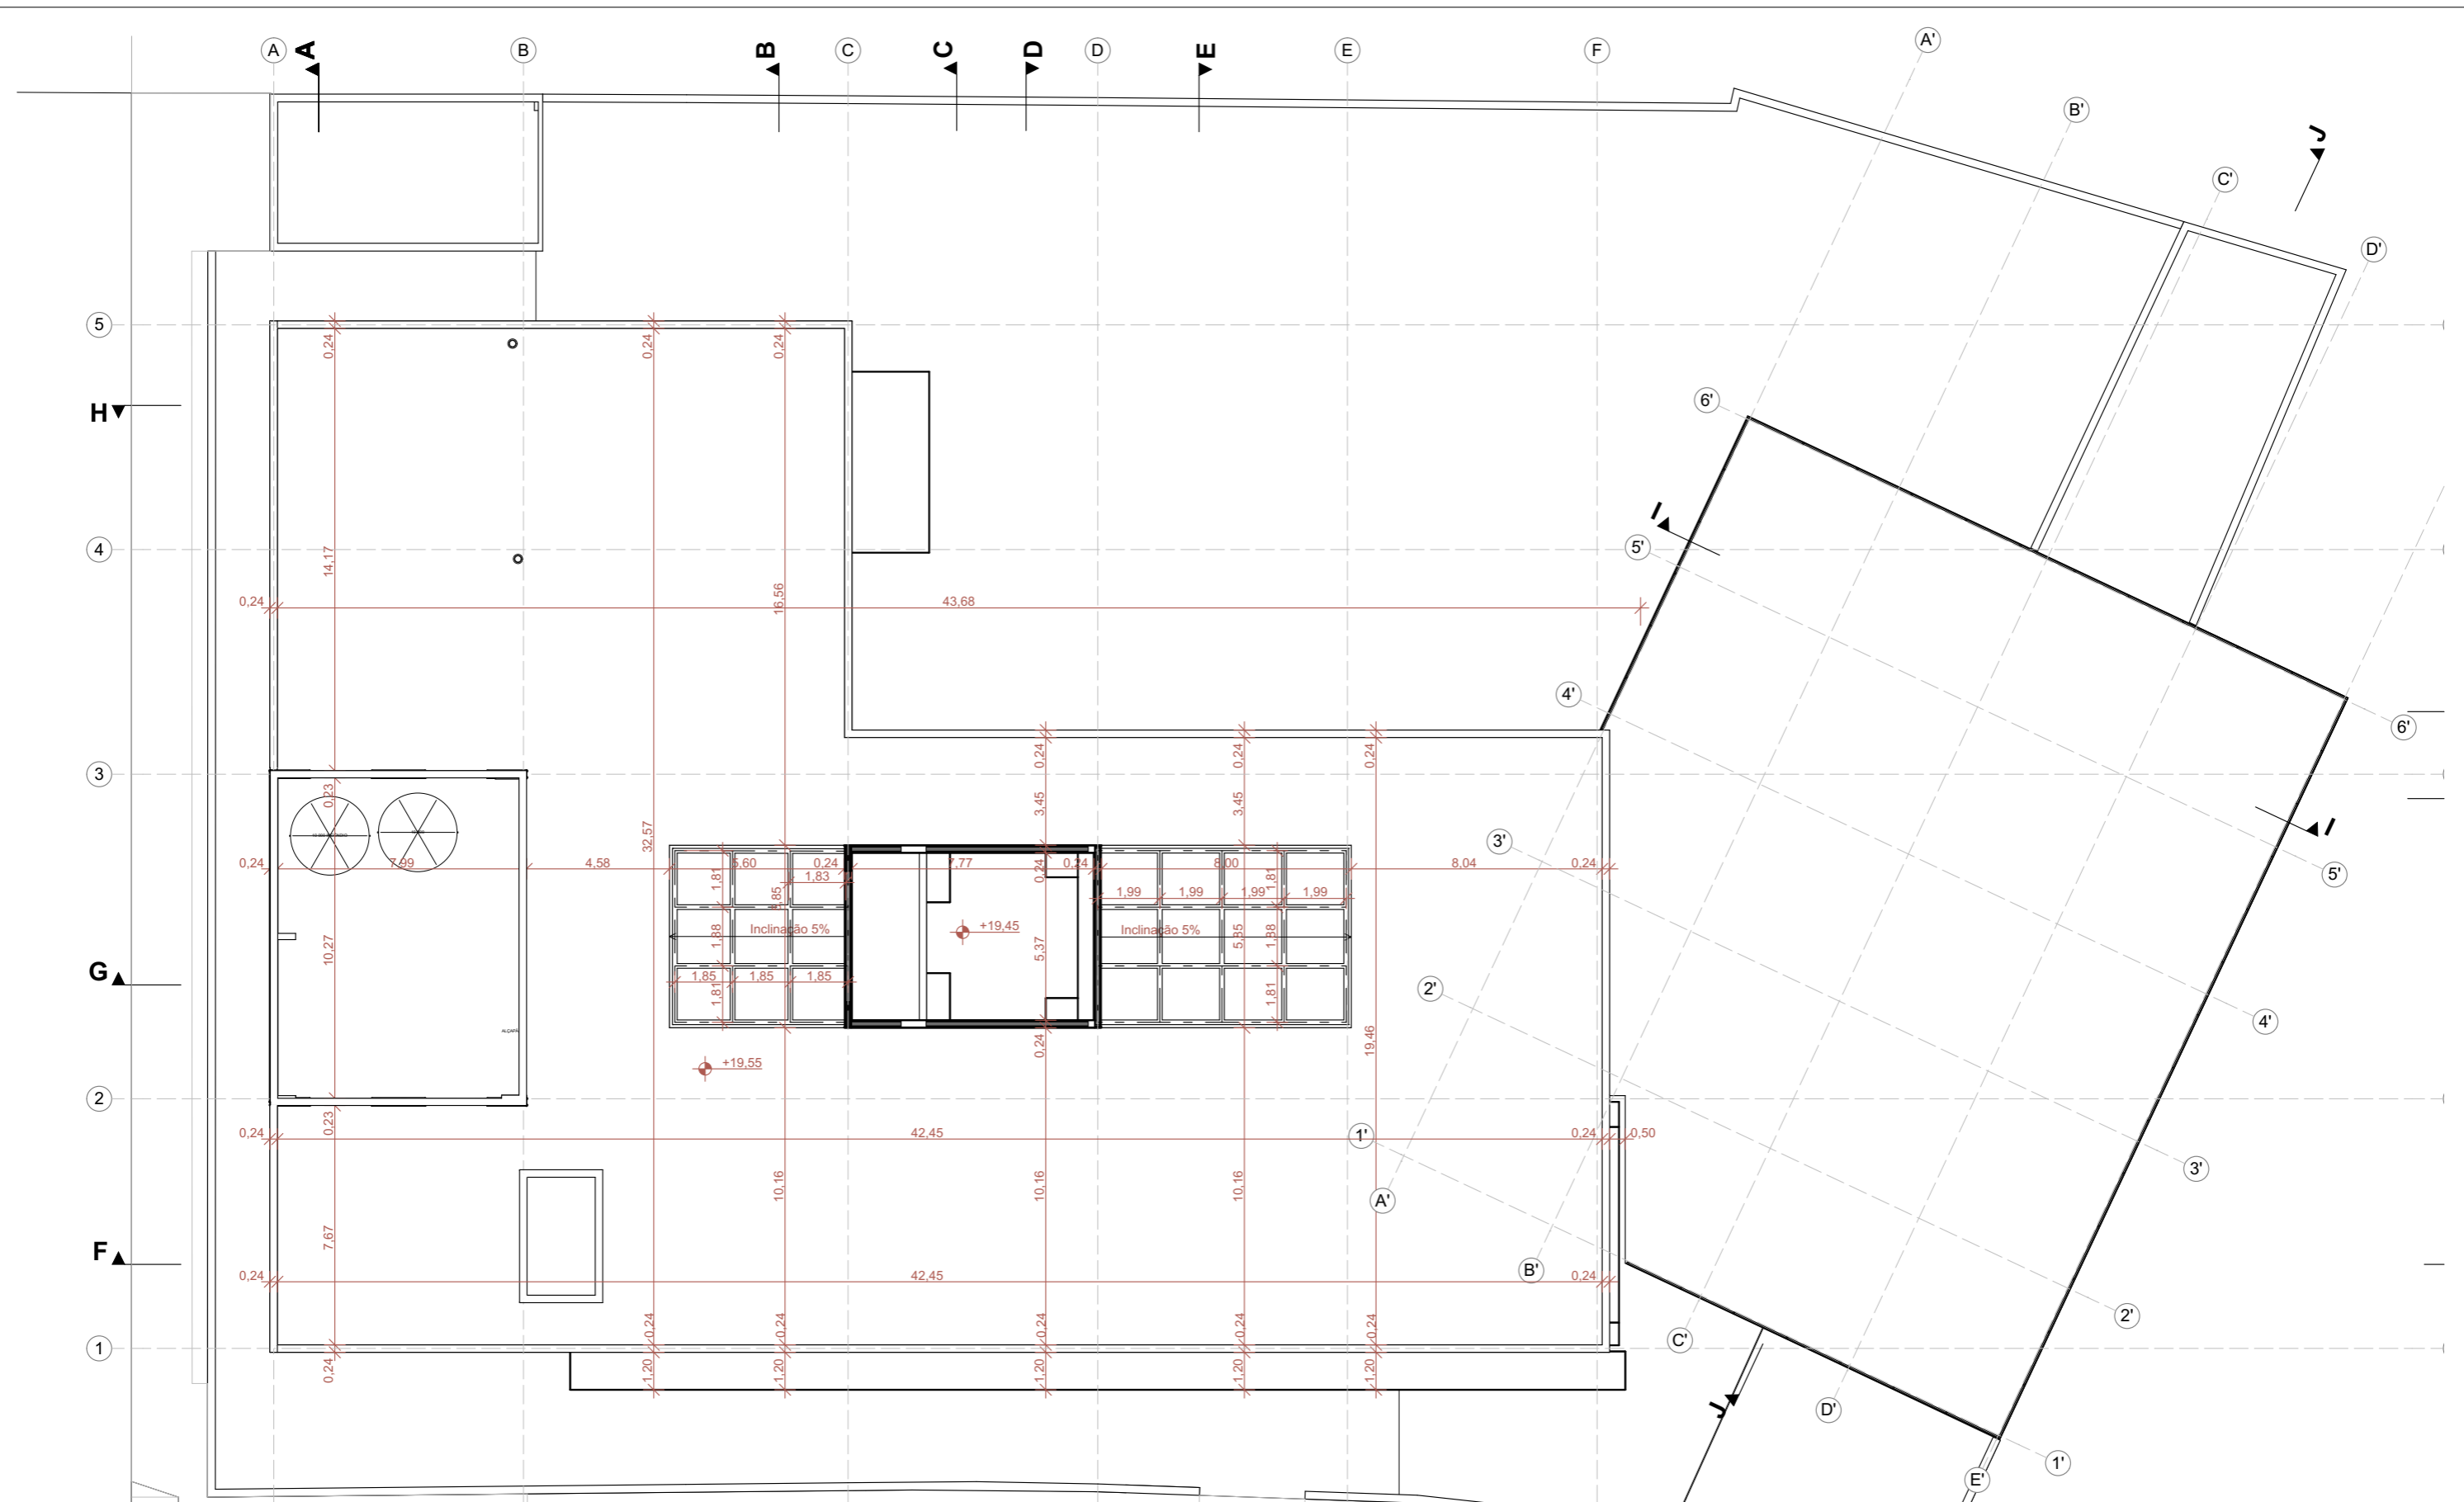 A
A
B
B
C
C
D
D
E
E
F
A'
B'
C'
D'
J
5
H
4
3
G
2
F
1
6'
I
5'
4'
3'
2'
1'
A'
B'
C'
D'
E'
J
1'
2'
3'
4'
5'
I
6'
0,24
0,24
0,24
14,17
16,56
0,24
43,68
0,24
0,24
0,24
0,23
32,57
3,45
3,45
0,24
7,99
4,58
5,60
0,24
7,77
0,24
8,00
8,04
0,24
1,81
1,83
0,24
1,81
5,85
1,99
1,99
1,99
1,99
10,27
1,88
Inclinação 5%
+19,45
5,37
Inclinação 5%
5,85
1,88
1,85
1,85
1,85
1,81
1,81
ALÇAPÃO
0,24
19,46
+19,55
0,23
0,24
42,45
0,24
0,50
10,16
10,16
10,16
7,67
0,24
42,45
0,24
0,24
0,24
0,24
0,24
0,24
0,24
1,20
1,20
1,20
1,20
1,20